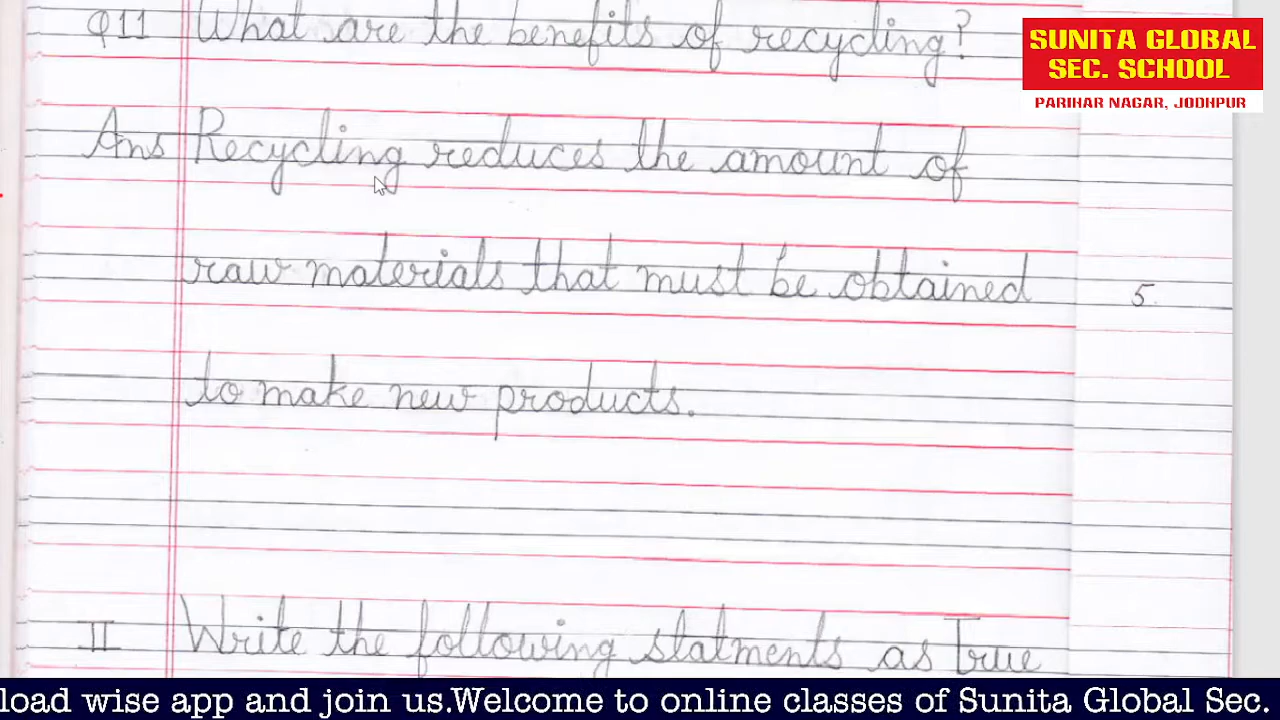 Q11 What are the benefits of recycling?
SUNITA GLOBAL
SEC. SCHOOL
PARIHAR NAGAR, JODHPUR
Ans Recycling reduces the amount of
raw materials that must be obtained
5
to make new products.
II Write the following statments as True
load wise app and join us.Welcome to online classes of Sunita Global Sec.